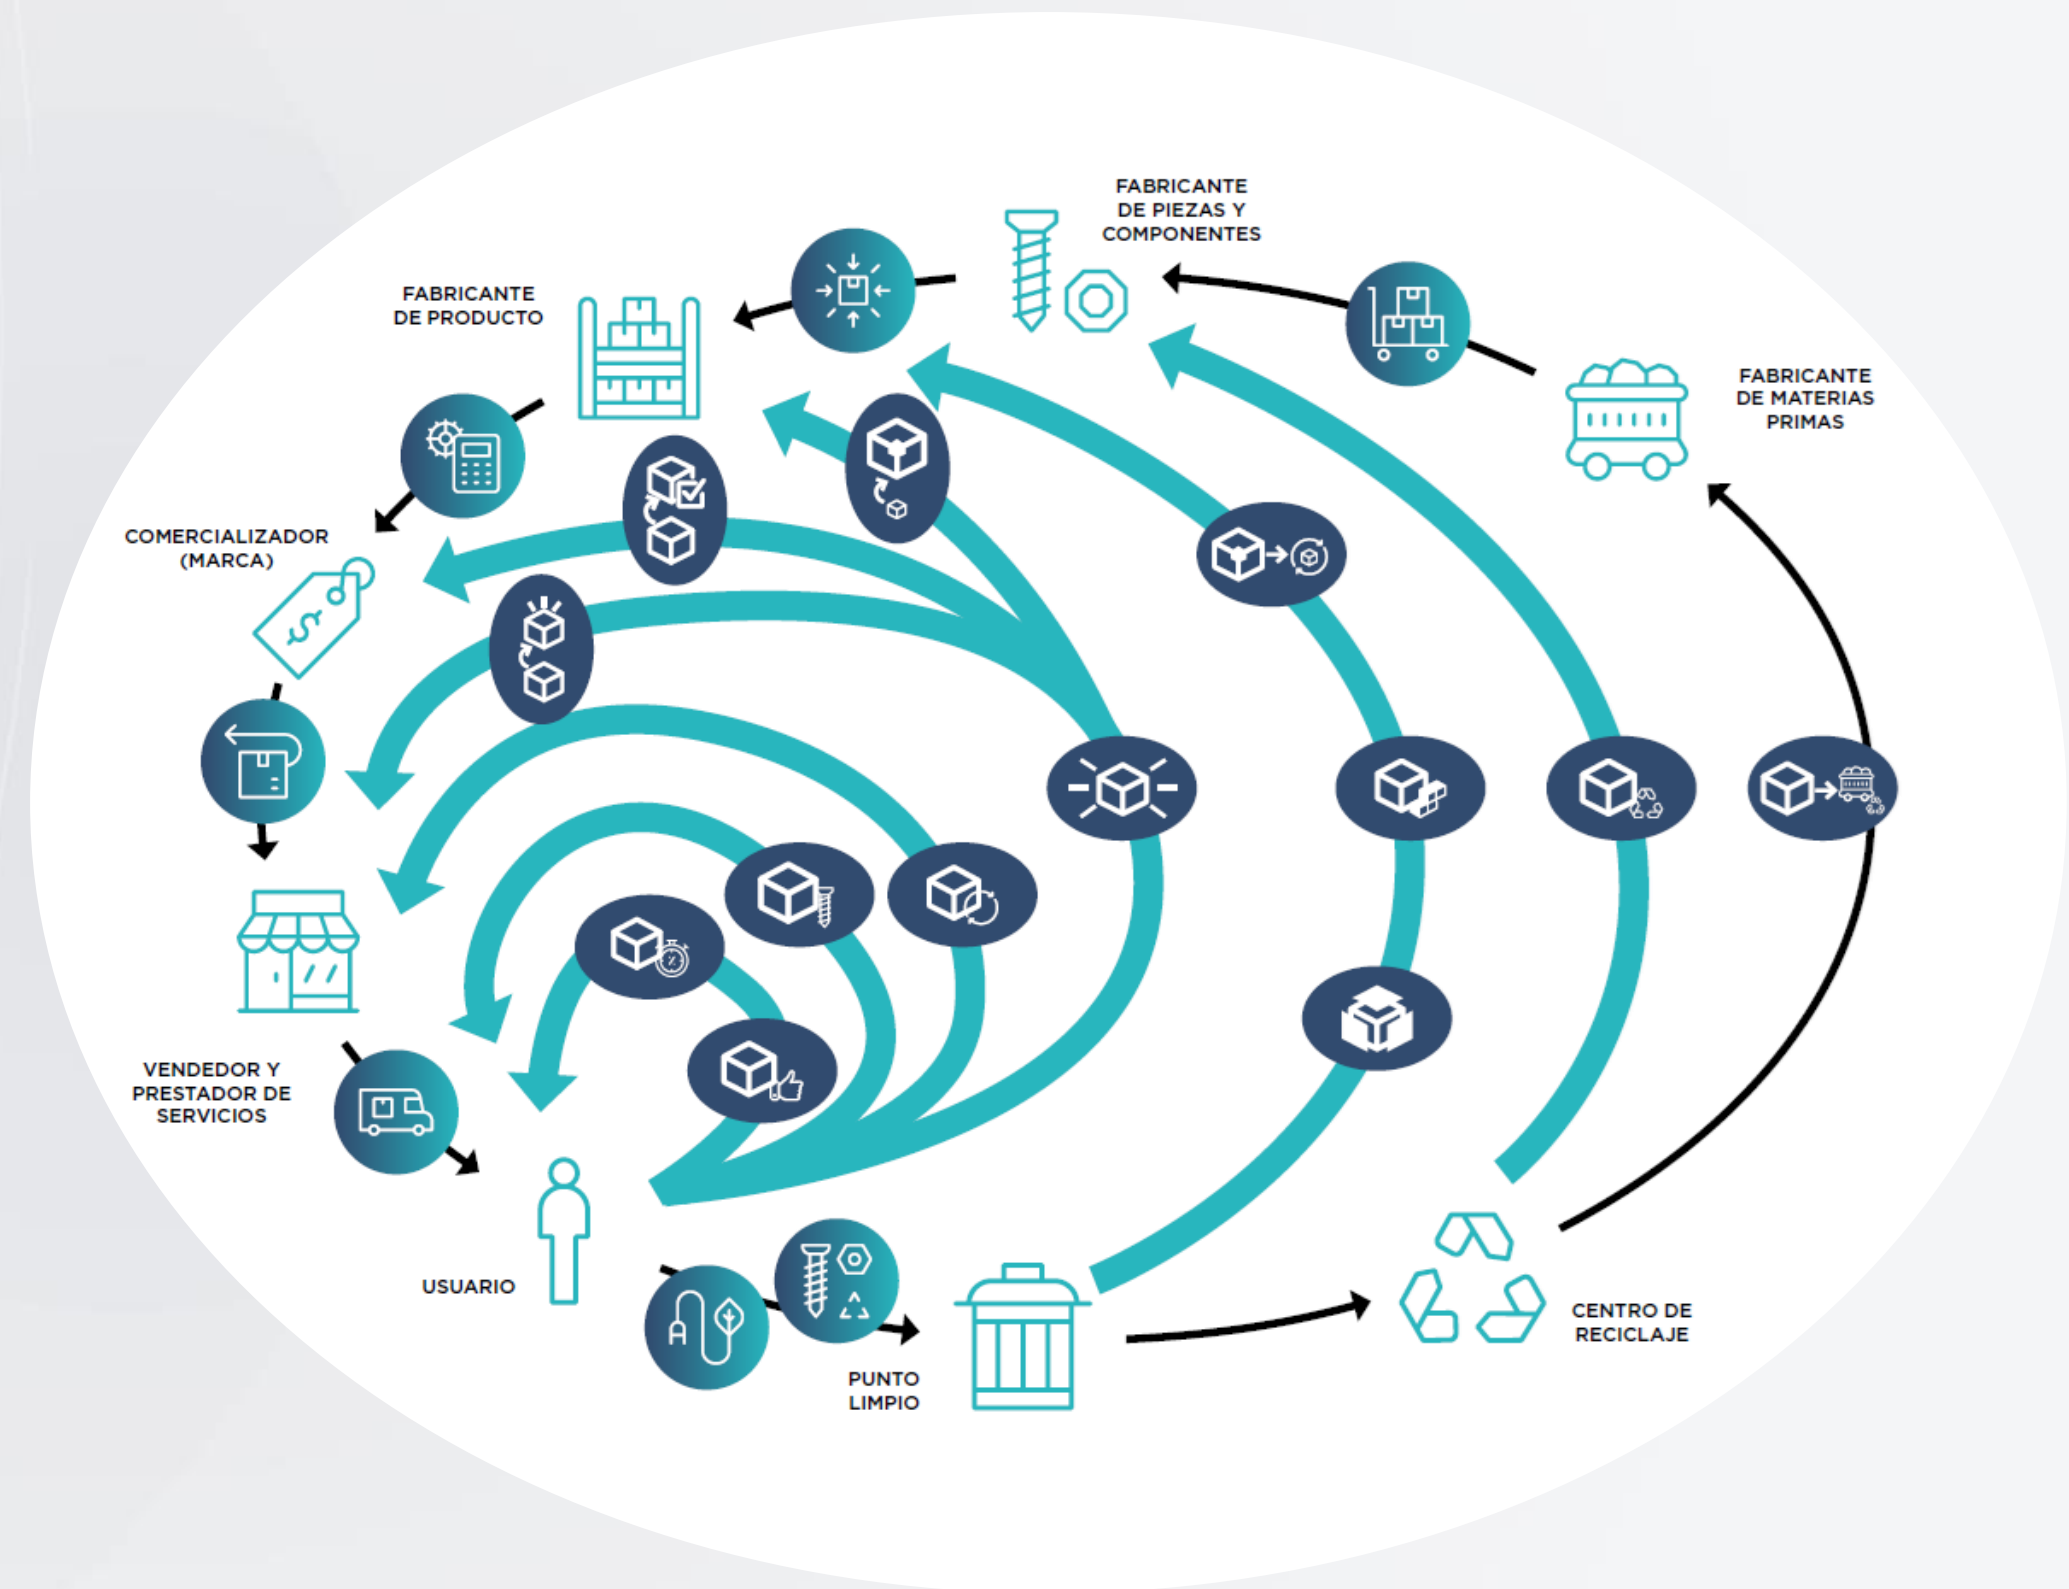 FABRICANTE
DE PIEZAS Y
COMPONENTES
FABRICANTE
DE PRODUCTO
FABRICANTE
DE MATERIAS
PRIMAS
COMERCIALIZADOR
(MARCA)
$
VENDEDOR Y
PRESTADOR DE
SERVICIOS
USUARIO
CENTRO DE
RECICLAJE
PUNTO
LIMPIO